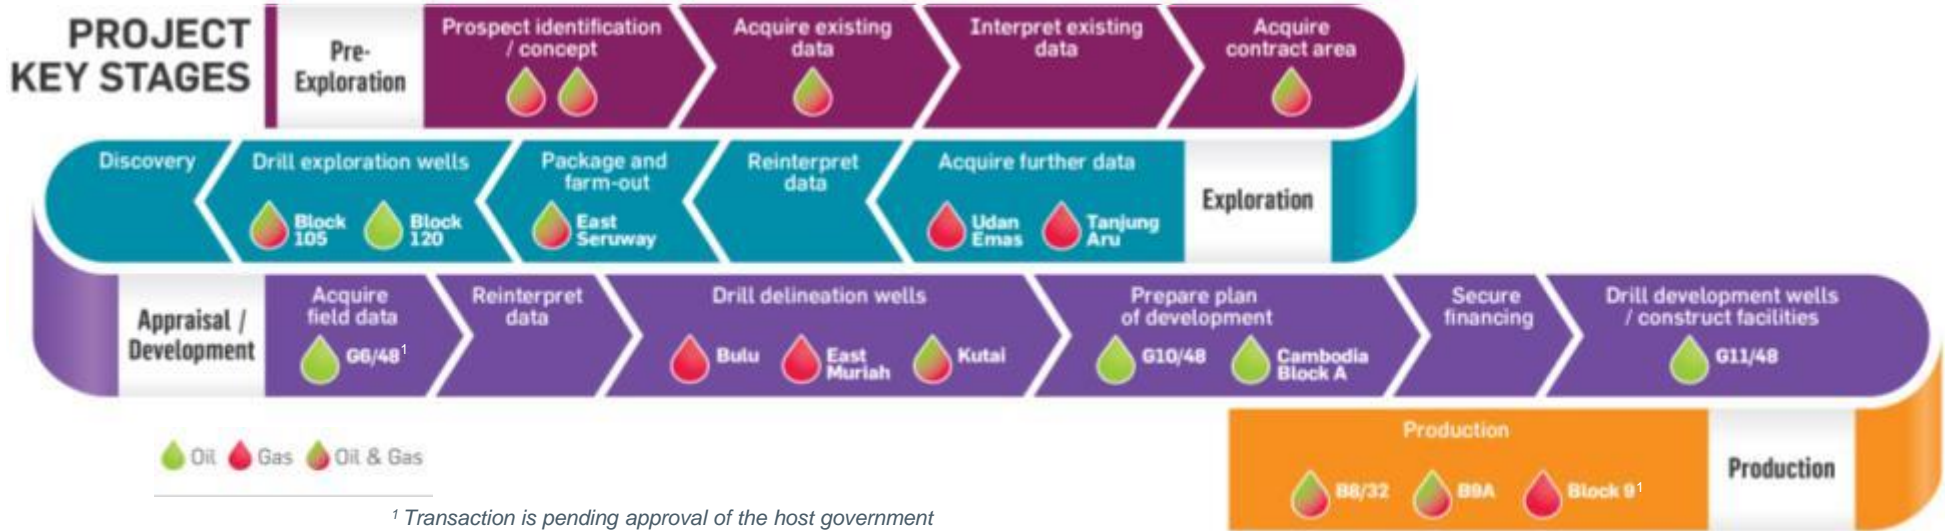 PROJECT
KEY STAGES
Pre-
Exploration
Prospect identification
/ concept
Acquire existing
data
Interpret existing
data
Acquire
contract area
Discovery
Drill exploration wells
Block
105
Block
120
Package and
farm-out
East
Seruway
Reinterpret
data
Acquire further data
Udan
Emas
Tanjung
Aru
Exploration
Appraisal /
Development
Acquire
field data
G6/48¹
Reinterpret
data
Drill delineation wells
Bulu
East
Muriah
Kutai
Prepare plan
of development
G10/48
Cambodia
Block A
Secure
financing
Drill development wells
/ construct facilities
G11/48
Production
B8/32
B9A
Block 9¹
Production
Oil
Gas
Oil & Gas
¹ Transaction is pending approval of the host government